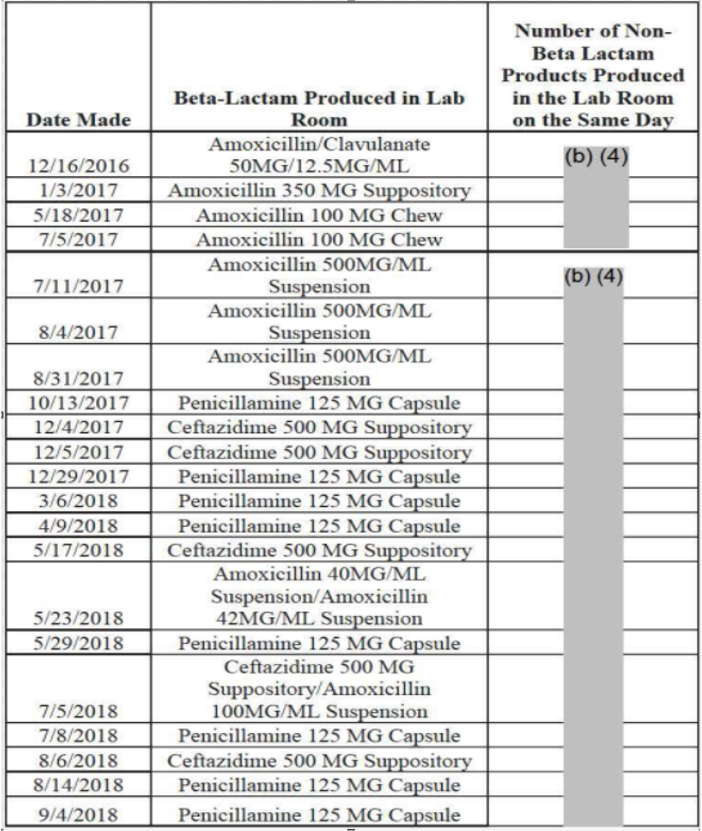 Date Made
Beta-Lactam Produced in Lab
Room
Number of Non-
Beta Lactam
Products Produced
in the Lab Room
on the Same Day
12/16/2016
Amoxicillin/Clavulanate
50MG/12.5MG/ML
(b) (4)
1/3/2017 Amoxicillin 350 MG Suppository
5/18/2017 Amoxicillin 100 MG Chew
7/5/2017 Amoxicillin 100 MG Chew
7/11/2017
Amoxicillin 500MG/ML
Suspension
(b) (4)
8/4/2017
Amoxicillin 500MG/ML
Suspension
8/31/2017
Amoxicillin 500MG/ML
Suspension
10/13/2017 Penicillamine 125 MG Capsule
12/4/2017 Ceftazidime 500 MG Suppository
12/5/2017 Ceftazidime 500 MG Suppository
12/29/2017 Penicillamine 125 MG Capsule
3/6/2018 Penicillamine 125 MG Capsule
4/9/2018 Penicillamine 125 MG Capsule
5/17/2018 Ceftazidime 500 MG Suppository
5/23/2018
Amoxicillin 40MG/ML
Suspension/Amoxicillin
42MG/ML Suspension
5/29/2018 Penicillamine 125 MG Capsule
7/5/2018
Ceftazidime 500 MG
Suppository/Amoxicillin
100MG/ML Suspension
7/8/2018 Penicillamine 125 MG Capsule
8/6/2018 Ceftazidime 500 MG Suppository
8/14/2018 Penicillamine 125 MG Capsule
9/4/2018 Penicillamine 125 MG Capsule